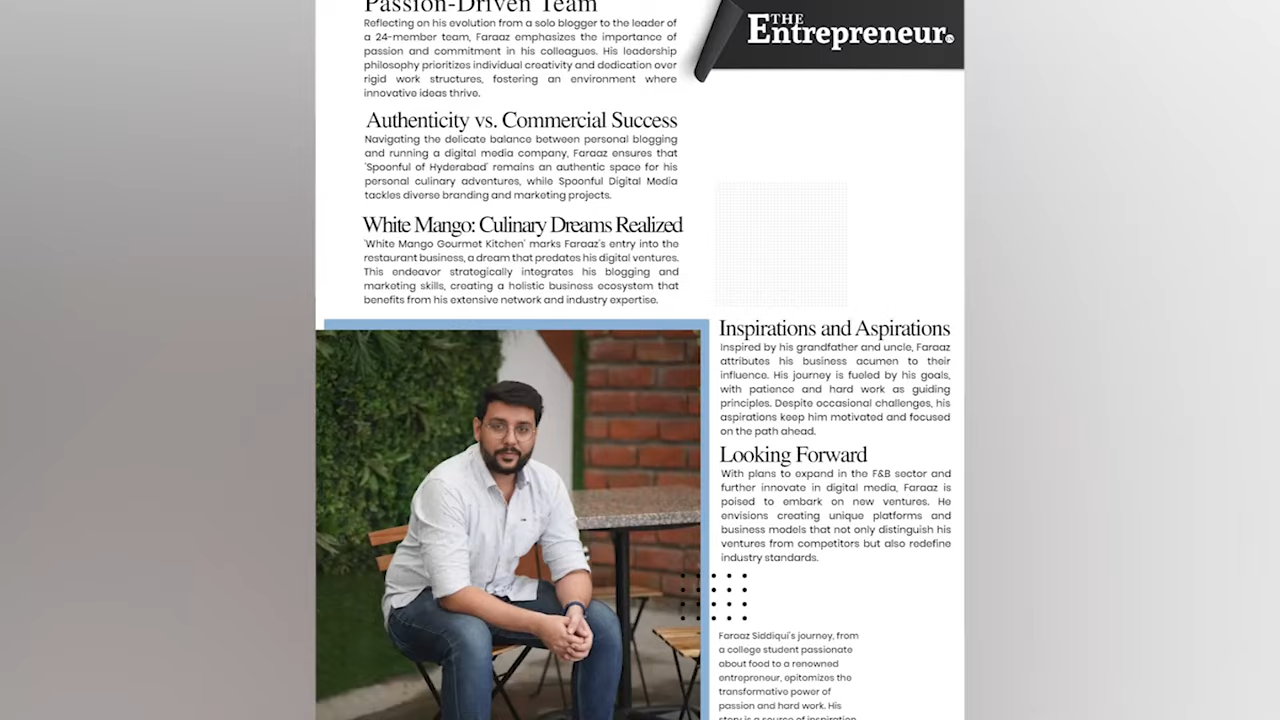 Passion-Driven Team
Reflecting on his evolution from a solo blogger to the leader of
a 24-member team, Faraaz emphasizes the importance of
passion and commitment in his colleagues. His leadership
philosophy prioritizes individual creativity and dedication over
rigid work structures, fostering an environment where
innovative ideas thrive.
Authenticity vs. Commercial Success
Navigating the delicate balance between personal blogging
and running a digital media company, Faraaz ensures that
'Spoonful of Hyderabad' remains an authentic space for his
personal culinary adventures, while Spoonful Digital Media
tackles diverse branding and marketing projects.
White Mango: Culinary Dreams Realized
'White Mango Gourmet Kitchen' marks Faraaz's entry into the
restaurant business, a dream that predates his digital ventures.
This endeavor strategically integrates his blogging and
marketing skills, creating a holistic business ecosystem that
benefits from his extensive network and industry expertise.
THE
Entrepreneur
Inspirations and Aspirations
Inspired by his grandfather and uncle, Faraaz
attributes his business acumen to their
influence. His journey is fueled by his goals,
with patience and hard work as guiding
principles. Despite occasional challenges, his
aspirations keep him motivated and focused
on the path ahead.
Looking Forward
With plans to expand in the F&B sector and
further innovate in digital media, Faraaz is
poised to embark on new ventures. He
envisions creating unique platforms and
business models that not only distinguish his
ventures from competitors but also redefine
industry standards.
Faraaz Siddiqui's journey, from
a college student passionate
about food to a renowned
entrepreneur, epitomizes the
transformative power of
passion and hard work. His
story is a source of inspiration